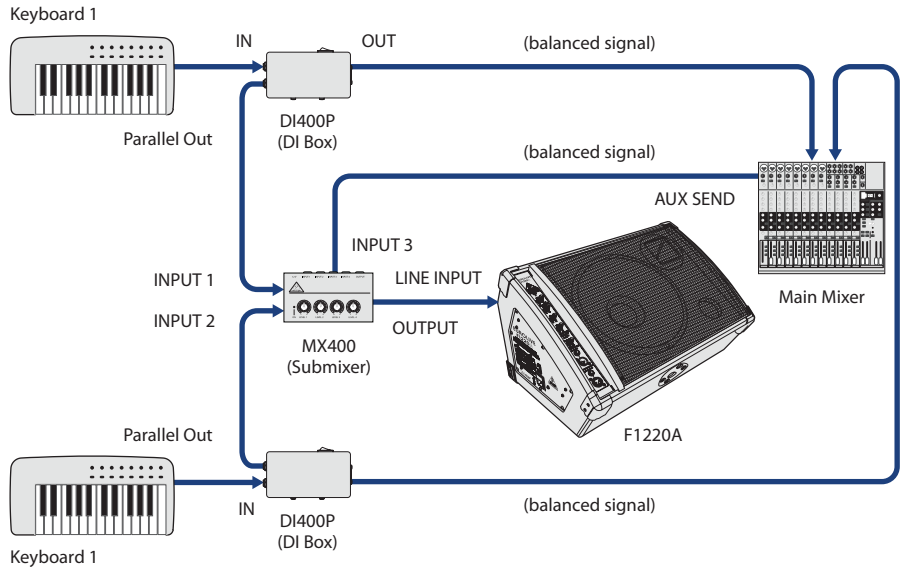 Keyboard 1
IN
OUT
(balanced signal)
DI400P
(DI Box)
Parallel Out
(balanced signal)
AUX SEND
INPUT 3
INPUT 1
LINE INPUT
Main Mixer
INPUT 2
OUTPUT
MX400
(Submixer)
F1220A
Parallel Out
IN
(balanced signal)
DI400P
(DI Box)
Keyboard 1